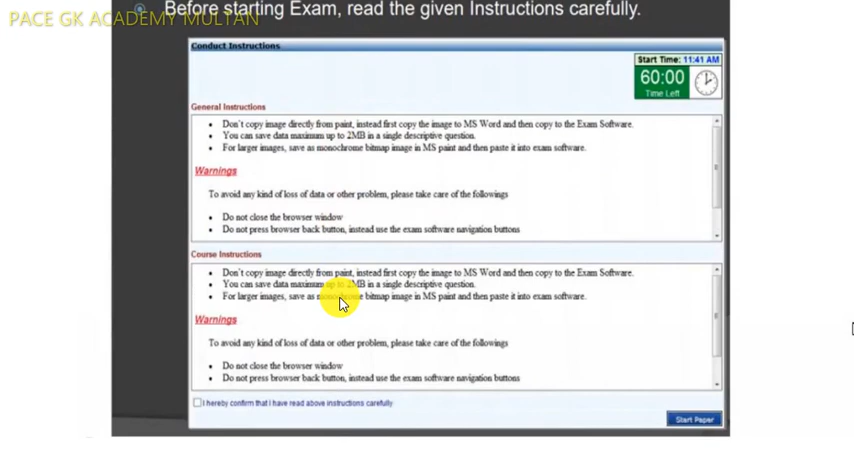 Before starting Exam, read the given Instructions carefully.
PACE GK ACADEMY MULTAN
Conduct Instructions
Start Time: 11:41 AM
60:00
Time Left
General Instructions
• Don't copy image directly from paint, instead first copy the image to MS Word and then copy to the Exam Software.
• You can save data maximum up to 2MB in a single descriptive question.
• For larger images, save as monochrome bitmap image in MS paint and then paste it into exam software.
Warnings
To avoid any kind of loss of data or other problem, please take care of the followings
• Do not close the browser window
• Do not press browser back button, instead use the exam software navigation buttons
Course Instructions
• Don't copy image directly from paint, instead first copy the image to MS Word and then copy to the Exam Software.
• You can save data maximum up to 2MB in a single descriptive question.
• For larger images, save as monochrome bitmap image in MS paint and then paste it into exam software.
Warnings
To avoid any kind of loss of data or other problem, please take care of the followings
• Do not close the browser window
• Do not press browser back button, instead use the exam software navigation buttons
I hereby confirm that I have read above instructions carefully
Start Paper